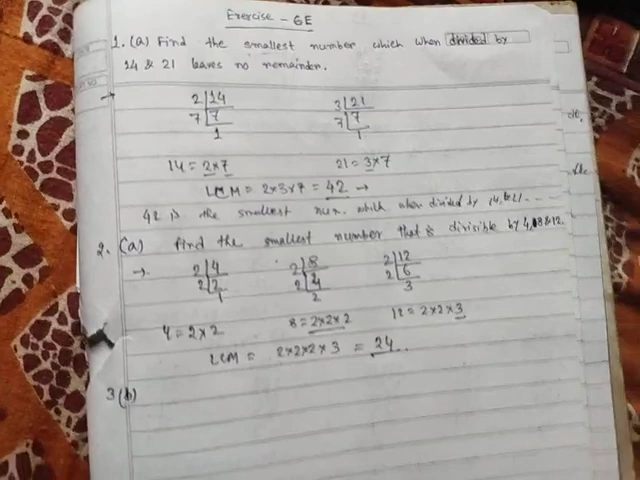 Exercise - 6E
1. (a) Find the smallest number which when divided by
14 & 21 leaves no remainder.
2 14 3 21
7 7 7 7
1 1
14 = 2×7 21 = 3×7
LCM = 2×3×7 = 42 →
42 is the smallest num. which when divided by 14, & 21 - - -
2. (a) Find the smallest number that is divisible by 4, 8 & 12.
→ 2 4 2 8 2 12
2 2 2 4 2 6
1 2 3
4 = 2×2 8 = 2×2×2 12 = 2×2×3
LCM = 2×2×2×3 = 24..
3 (b)